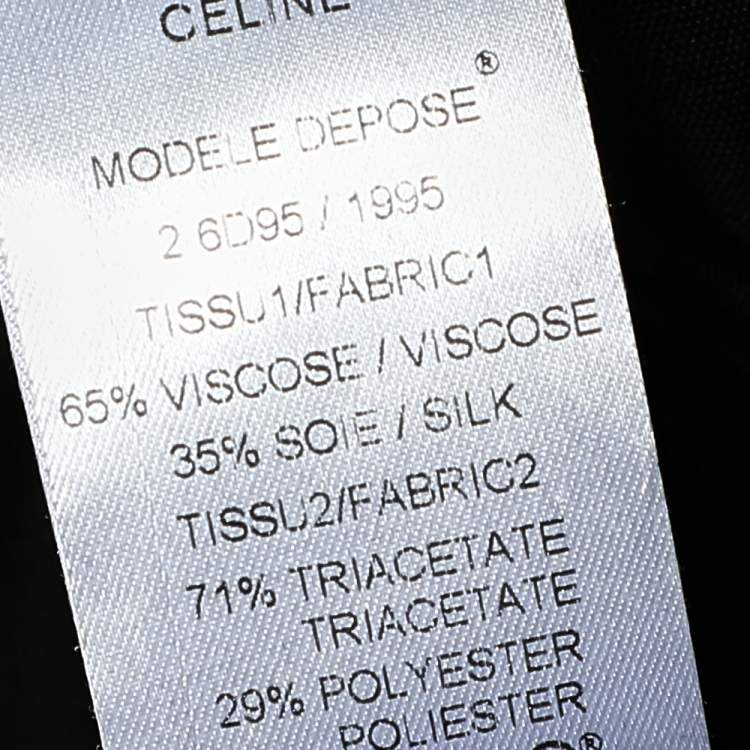 CELINE
MODELE DEPOSE®
2 6D95 / 1995
TISSU1/FABRIC1
65% VISCOSE / VISCOSE
35% SOIE / SILK
TISSU2/FABRIC2
71% TRIACETATE
TRIACETATE
29% POLYESTER
POLIESTER
®